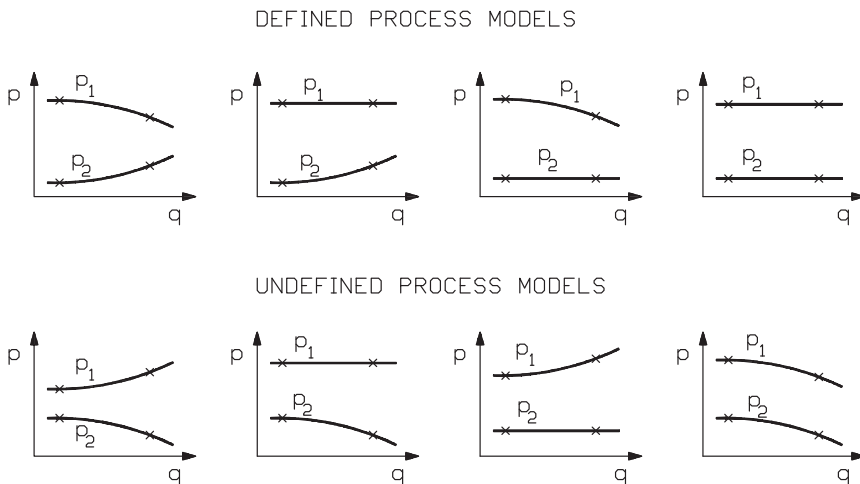 DEFINED PROCESS MODELS
p p₁ p₂ q
p p₁ p₂ q
p p₁ p₂ q
p p₁ p₂ q
UNDEFINED PROCESS MODELS
p p₁ p₂ q
p p₁ p₂ q
p p₁ p₂ q
p p₁ p₂ q